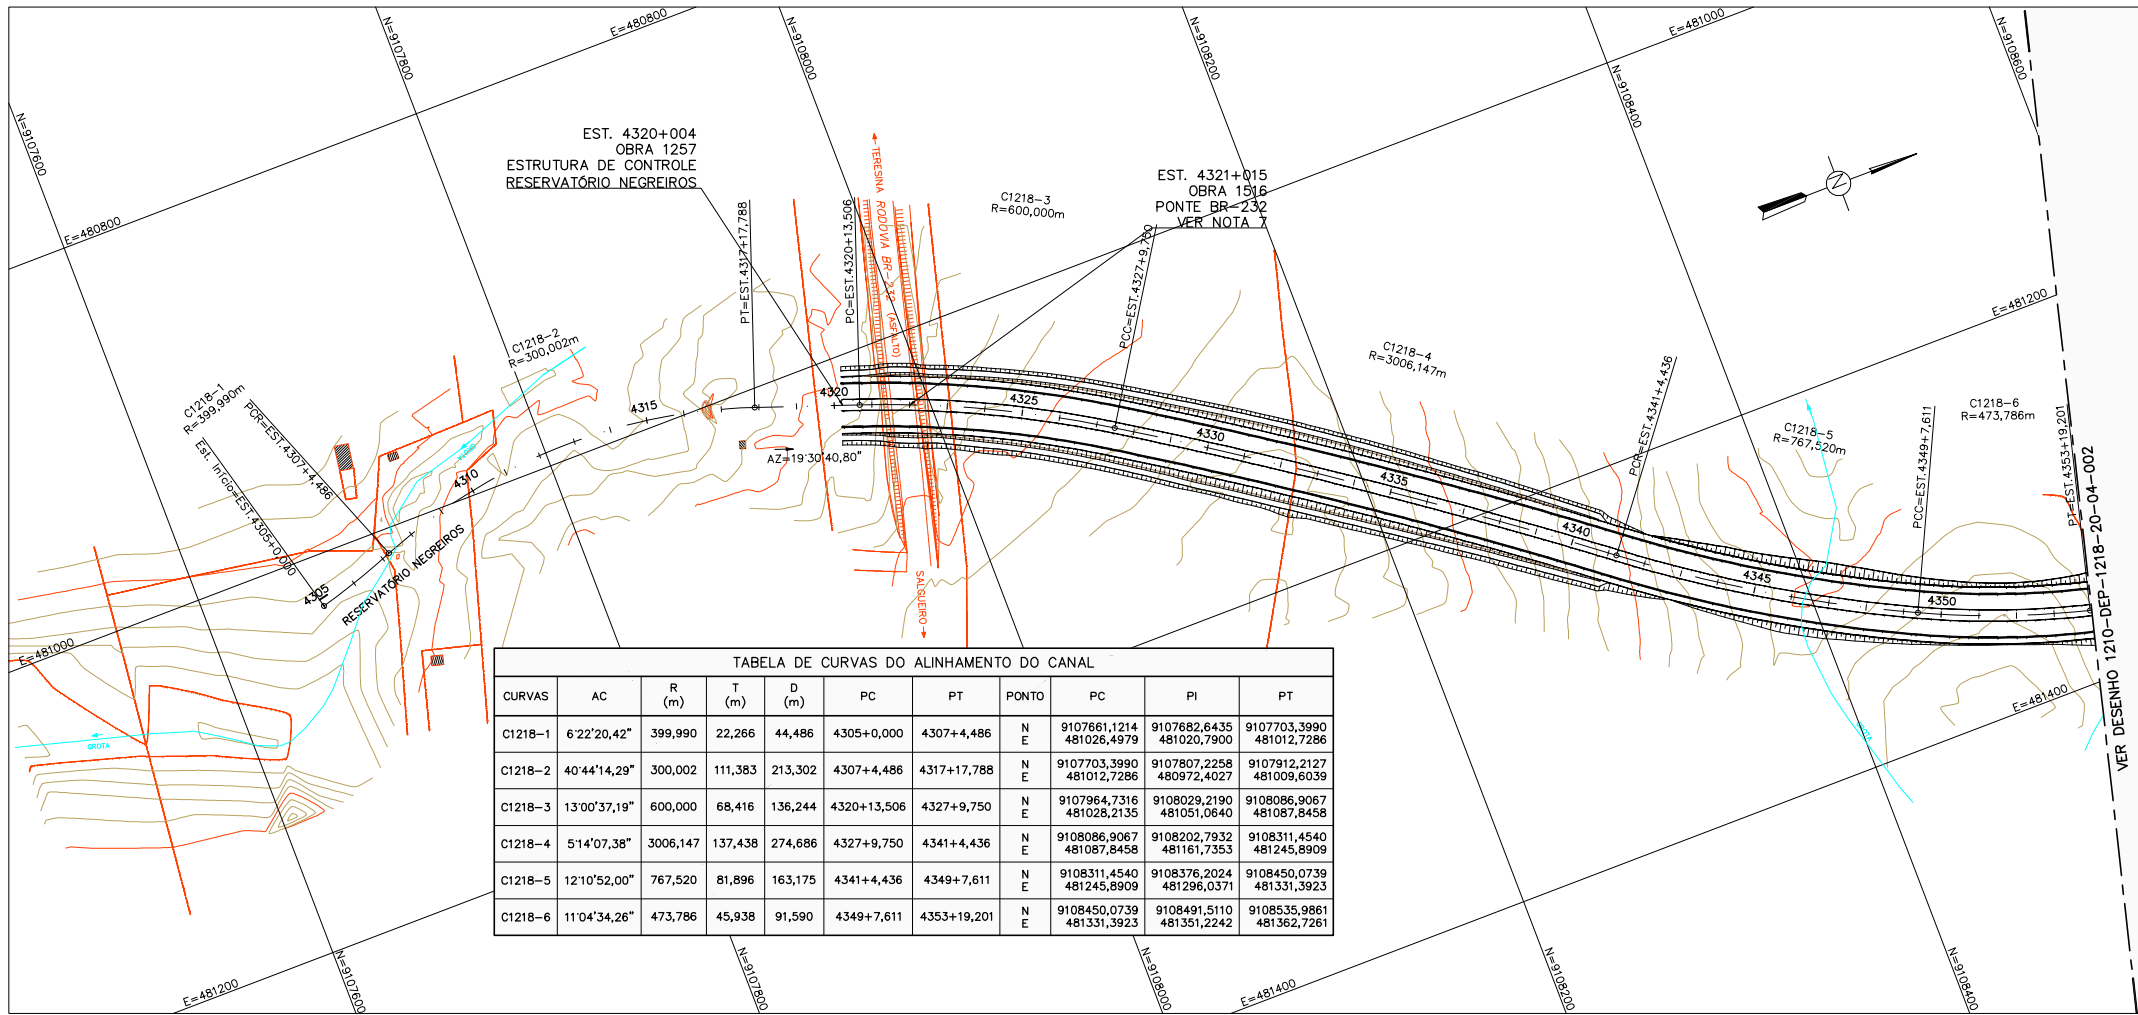 N=9107600
N=9107800
N=9108000
N=9108200
N=9108400
N=9108600
E=480800
E=481000
E=480800
E=481200
E=481000
E=481400
E=481200
E=481400
N=9107600
N=9107800
N=9108000
N=9108200
N=9108400
EST. 4320+004
OBRA 1257
ESTRUTURA DE CONTROLE
RESERVATÓRIO NEGREIROS
EST. 4321+015
OBRA 1516
PONTE BR-232
VER NOTA 7
TERESINA
RODOVIA BR-232
(ASFALTO)
SALGUEIRO
N
C1218-1
R=399,990m
C1218-2
R=300,002m
C1218-3
R=600,000m
C1218-4
R=3006,147m
C1218-5
R=767,520m
C1218-6
R=473,786m
Est. Início=EST.4305+0,000
PCR=EST.4307+4,486
PT=EST.4317+17,788
PC=EST.4320+13,506
PCC=EST.4327+9,750
PCR=EST.4341+4,436
PCC=EST.4349+7,611
PT=EST.4353+19,201
4305
4310
4315
4320
4325
4330
4335
4340
4345
4350
AZ=19°30'40,80"
RESERVATÓRIO NEGREIROS
GROTA
VER DESENHO 1210-DEP-1218-20-04-002
TABELA DE CURVAS DO ALINHAMENTO DO CANAL
CURVAS AC R (m) T (m) D (m) PC PT PONTO PC PI PT
C1218-1 6°22'20,42" 399,990 22,266 44,486 4305+0,000 4307+4,486 N 9107661,1214 9107682,6435 9107703,3990
E 481026,4979 481020,7900 481012,7286
C1218-2 40°44'14,29" 300,002 111,383 213,302 4307+4,486 4317+17,788 N 9107703,3990 9107807,2258 9107912,2127
E 481012,7286 480972,4027 481009,6039
C1218-3 13°00'37,19" 600,000 68,416 136,244 4320+13,506 4327+9,750 N 9107964,7316 9108029,2190 9108086,9067
E 481028,2135 481051,0640 481087,8458
C1218-4 5°14'07,38" 3006,147 137,438 274,686 4327+9,750 4341+4,436 N 9108086,9067 9108202,7932 9108311,4540
E 481087,8458 481161,7353 481245,8909
C1218-5 12°10'52,00" 767,520 81,896 163,175 4341+4,436 4349+7,611 N 9108311,4540 9108376,2024 9108450,0739
E 481245,8909 481296,0371 481331,3923
C1218-6 11°04'34,26" 473,786 45,938 91,590 4349+7,611 4353+19,201 N 9108450,0739 9108491,5110 9108535,9861
E 481331,3923 481351,2242 481362,7261